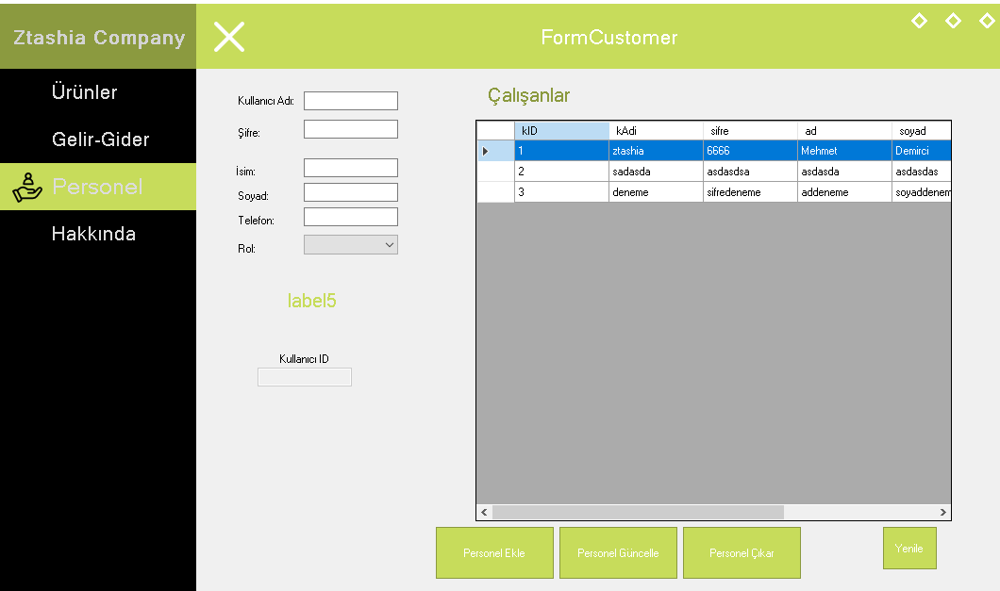 Ztashia Company
FormCustomer
Ürünler
Gelir-Gider
Personel
Hakkında
Kullanıcı Adı:
Şifre:
İsim:
Soyad:
Telefon:
Rol:
label5
Kullanıcı ID
Çalışanlar
kID kAdi sifre ad soyad
1 ztashia 6666 Mehmet Demirci
2 sadasda asdasdsa asdasda asdasdas
3 deneme sifredeneme addeneme soyaddenem
Personel Ekle Personel Güncelle Personel Çıkar Yenile